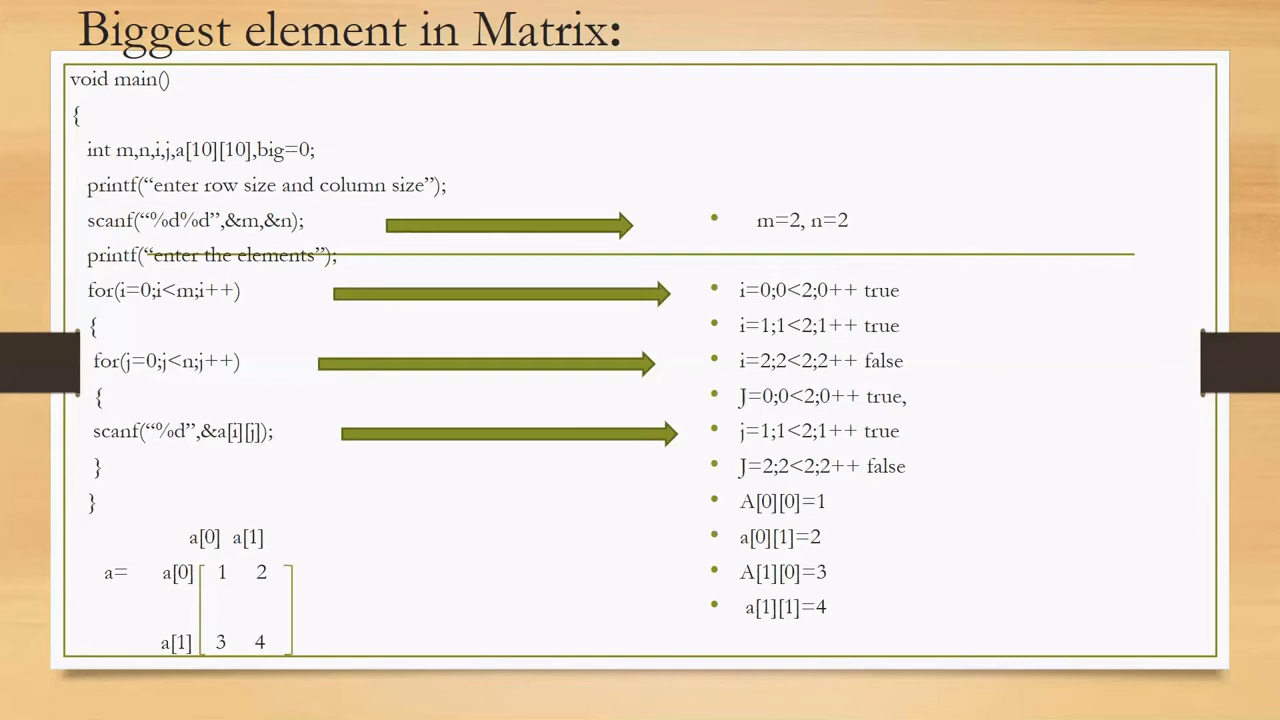 Biggest element in Matrix:
void main()
{
int m,n,i,j,a[10][10],big=0;
printf(“enter row size and column size”);
scanf(“%d%d”,&m,&n);
printf(“enter the elements”);
for(i=0;i<m;i++)
{
for(j=0;j<n;j++)
{
scanf(“%d”,&a[i][j]);
}
}
a[0] a[1]
a= a[0] 1 2
a[1] 3 4
• m=2, n=2
• i=0;0<2;0++ true
• i=1;1<2;1++ true
• i=2;2<2;2++ false
• J=0;0<2;0++ true,
• j=1;1<2;1++ true
• J=2;2<2;2++ false
• A[0][0]=1
• a[0][1]=2
• A[1][0]=3
• a[1][1]=4